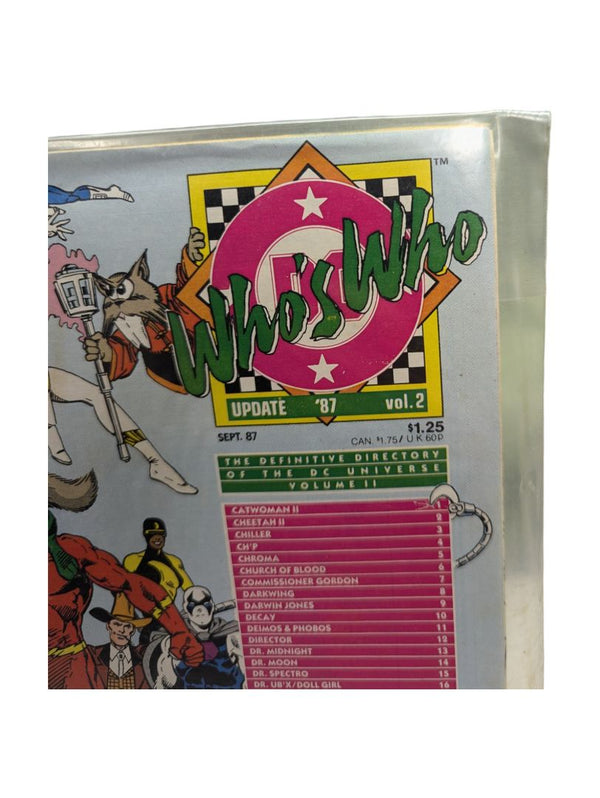 TM
DC
Who's Who
UPDATE '87 vol. 2
SEPT. 87
$1.25
CAN. $1.75/ U K 60p
THE DEFINITIVE DIRECTORY
OF THE DC UNIVERSE
VOLUME II
CATWOMAN II 1
CHEETAH II 2
CHILLER 3
CH'P 4
CHROMA 5
CHURCH OF BLOOD 6
COMMISSIONER GORDON 7
DARKWING 8
DARWIN JONES 9
DECAY 10
DEIMOS & PHOBOS 11
DIRECTOR 12
DR. MIDNIGHT 13
DR. MOON 14
DR. SPECTRO 15
DR. UB'X/DOLL GIRL 16